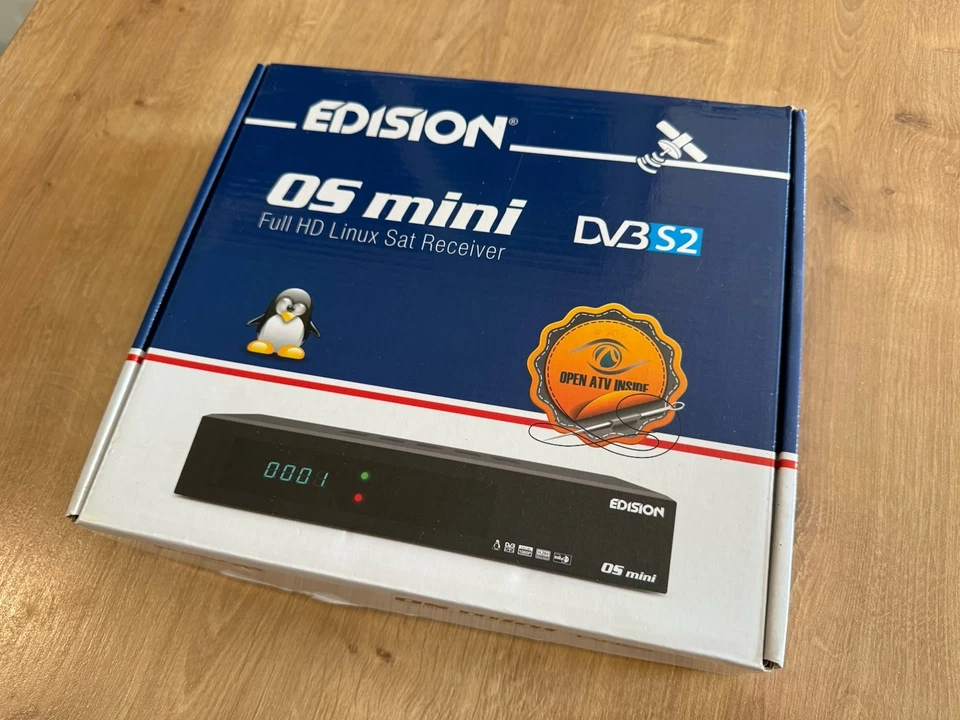 EDISION®
OS mini
Full HD Linux Sat Receiver
DVB S2
OPEN ATV INSIDE
0001
EDISION
OS mini